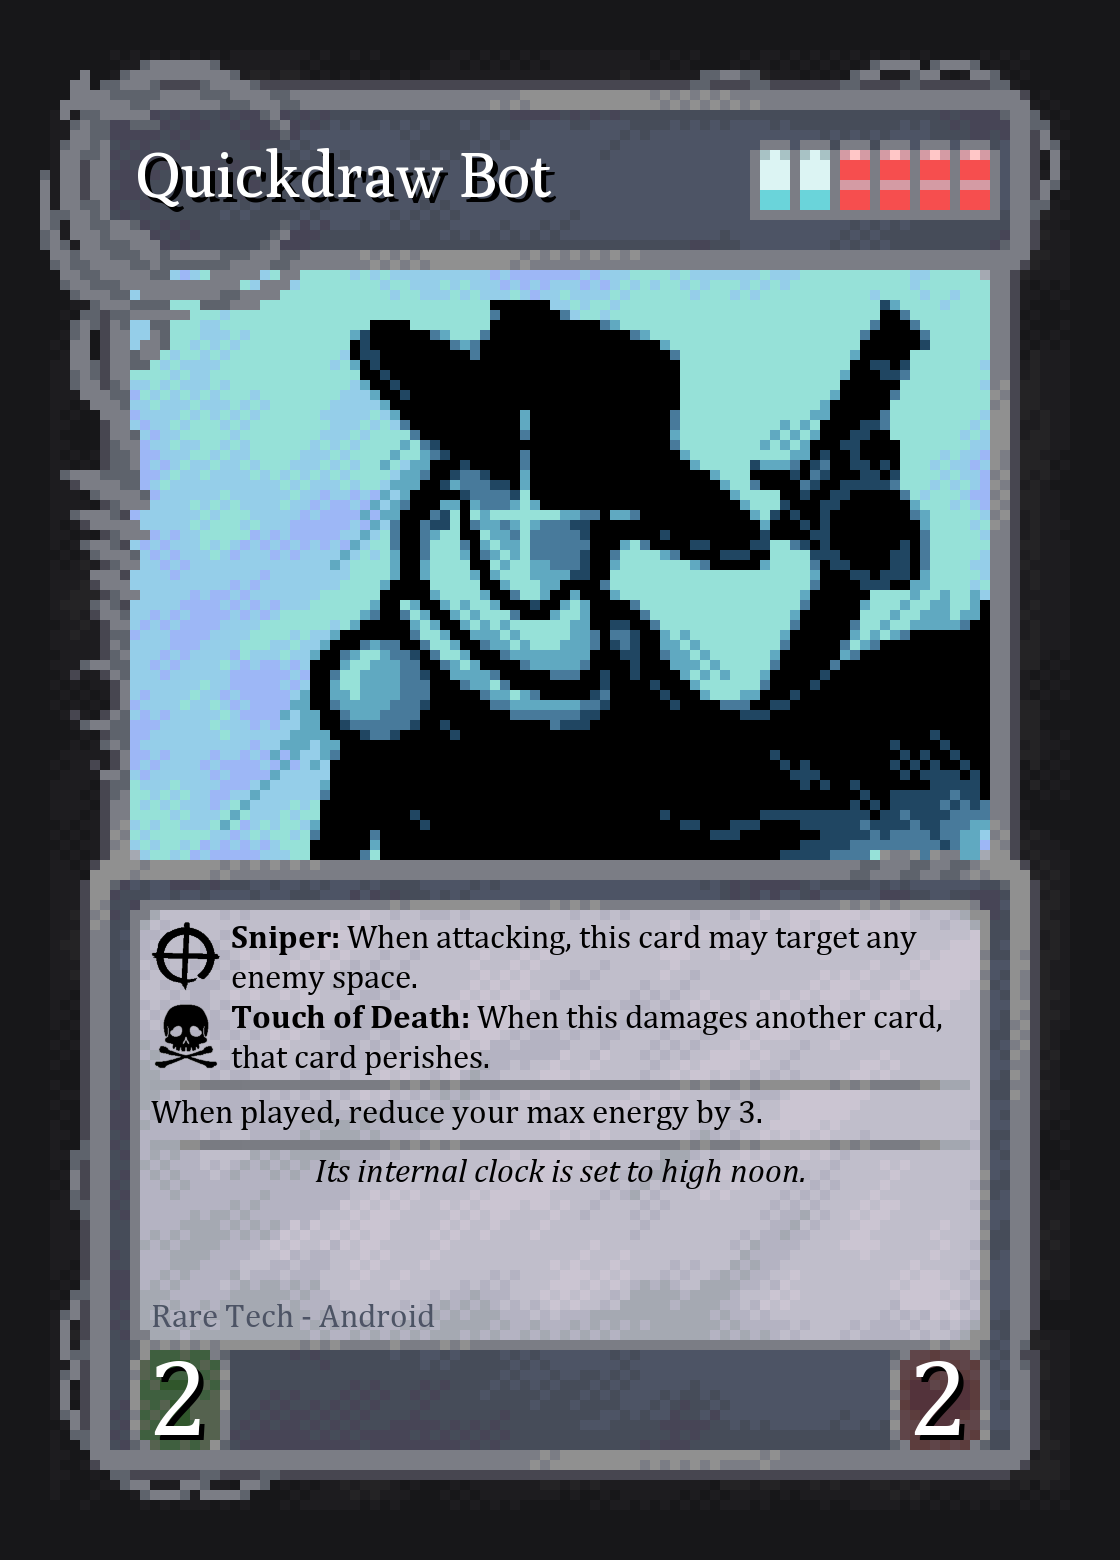 Quickdraw Bot
Sniper: When attacking, this card may target any
enemy space.
Touch of Death: When this damages another card,
that card perishes.
When played, reduce your max energy by 3.
Its internal clock is set to high noon.
Rare Tech - Android
2
2